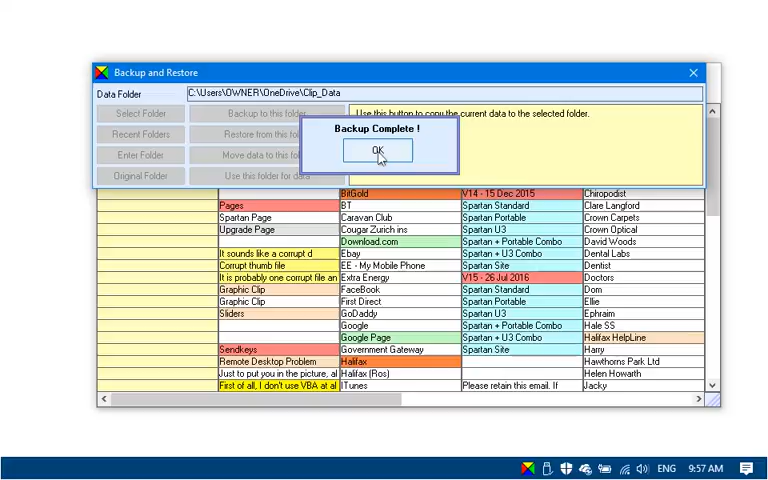 Backup and Restore
Data Folder C:\Users\OWNER\OneDrive\Clip_Data
Select Folder Backup to this folder Use this button to copy the current data to the selected folder.
Backup Complete !
Recent Folders Restore from this fol
OK
Enter Folder Move data to this fold
Original Folder Use this folder for data
BitGold V14 - 15 Dec 2015 Chiropodist
Pages BT Spartan Standard Clare Langford
Spartan Page Caravan Club Spartan Portable Crown Carpets
Upgrade Page Cougar Zurich ins Spartan U3 Crown Optical
Download.com Spartan + Portable Combo David Woods
It sounds like a corrupt d Ebay Spartan + U3 Combo Dental Labs
Corrupt thumb file EE - My Mobile Phone Spartan Site Dentist
It is probably one corrupt file an Extra Energy V15 - 26 Jul 2016 Doctors
Graphic Clip FaceBook Spartan Standard Dom
Graphic Clip First Direct Spartan Portable Ellie
Sliders GoDaddy Spartan U3 Ephraim
Google Spartan + Portable Combo Hale SS
Google Page Spartan + U3 Combo Halifax HelpLine
Sendkeys Government Gateway Spartan Site Harry
Remote Desktop Problem Halifax Hawthorns Park Ltd
Just to put you in the picture, al Halifax (Ros) Helen Howarth
First of all, I don't use VBA at al ITunes Please retain this email. If Jacky
ENG 9:57 AM